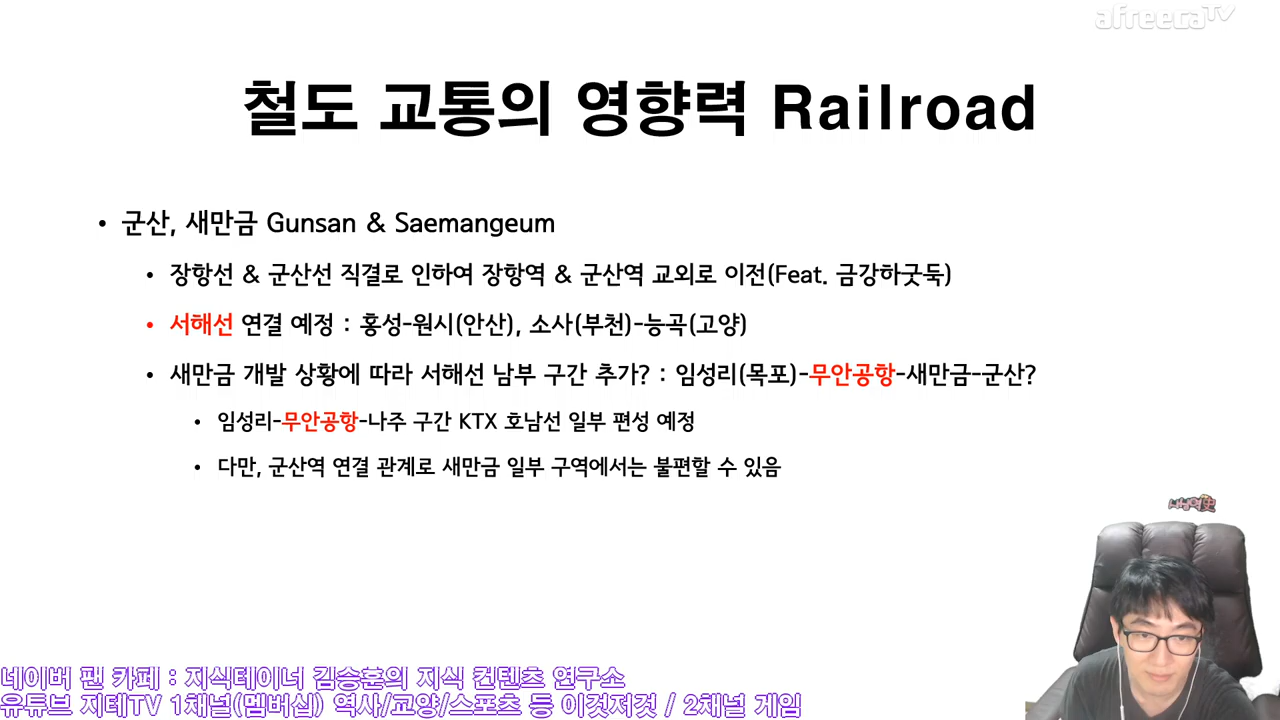 afreecaTV
철도 교통의 영향력 Railroad
• 군산, 새만금 Gunsan & Saemangeum
• 장항선 & 군산선 직결로 인하여 장항역 & 군산역 교외로 이전(Feat. 금강하굿둑)
• 서해선 연결 예정 : 홍성-원시(안산), 소사(부천)-능곡(고양)
• 새만금 개발 상황에 따라 서해선 남부 구간 추가? : 임성리(목포)-무안공항-새만금-군산?
• 임성리-무안공항-나주 구간 KTX 호남선 일부 편성 예정
• 다만, 군산역 연결 관계로 새만금 일부 구역에서는 불편할 수 있음
네이버 팬 카페 : 지식테이너 김승훈의 지식 컨텐츠 연구소
유튜브 지테TV 1채널(멤버십) 역사/교양/스포츠 등 이것저것 / 2채널 게임